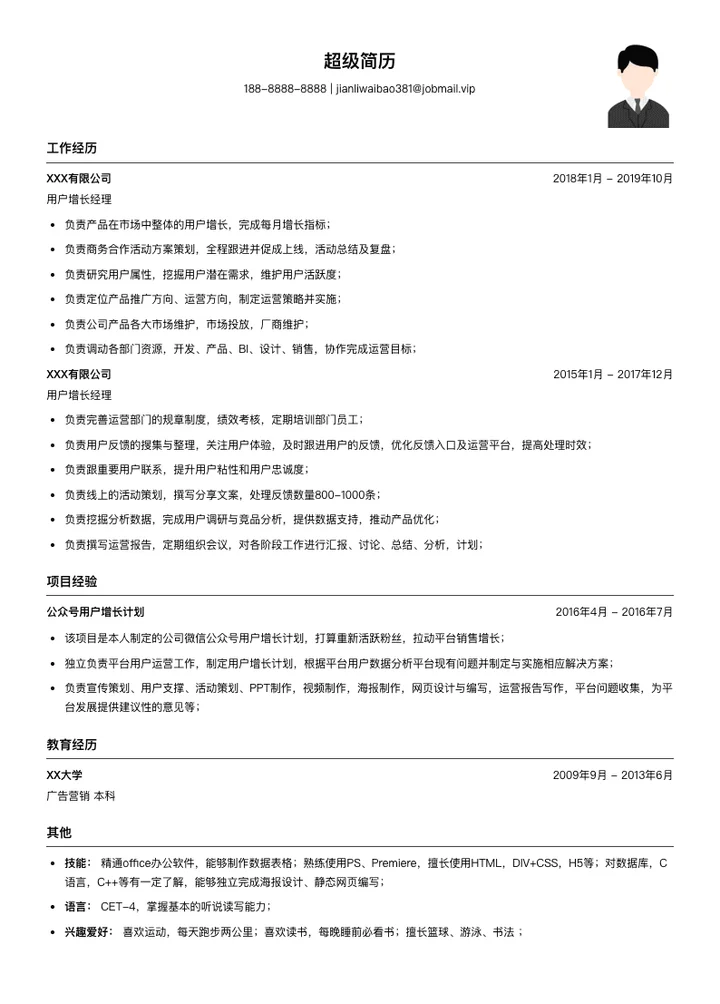 超级简历
188-8888-8888 | jianliwaibao381@jobmail.vip
工作经历
XXX有限公司 2018年1月 - 2019年10月
用户增长经理
• 负责产品在市场中整体的用户增长，完成每月增长指标；
• 负责商务合作活动方案策划，全程跟进并促成上线，活动总结及复盘；
• 负责研究用户属性，挖掘用户潜在需求，维护用户活跃度；
• 负责定位产品推广方向、运营方向，制定运营策略并实施；
• 负责公司产品各大市场维护，市场投放，厂商维护；
• 负责调动各部门资源，开发、产品、BI、设计、销售，协作完成运营目标；
XXX有限公司 2015年1月 - 2017年12月
用户增长经理
• 负责完善运营部门的规章制度，绩效考核，定期培训部门员工；
• 负责用户反馈的搜集与整理，关注用户体验，及时跟进用户的反馈，优化反馈入口及运营平台，提高处理时效；
• 负责跟重要用户联系，提升用户粘性和用户忠诚度；
• 负责线上的活动策划，撰写分享文案，处理反馈数量800-1000条；
• 负责挖掘分析数据，完成用户调研与竞品分析，提供数据支持，推动产品优化；
• 负责撰写运营报告，定期组织会议，对各阶段工作进行汇报、讨论、总结、分析，计划；
项目经验
公众号用户增长计划 2016年4月 - 2016年7月
• 该项目是本人制定的公司微信公众号用户增长计划，打算重新活跃粉丝，拉动平台销售增长；
• 独立负责平台用户运营工作，制定用户增长计划，根据平台用户数据分析平台现有问题并制定与实施相应解决方案；
• 负责宣传策划、用户支撑、活动策划、PPT制作，视频制作，海报制作，网页设计与编写，运营报告写作，平台问题收集，为平
台发展提供建议性的意见等；
教育经历
XX大学 2009年9月 - 2013年6月
广告营销 本科
其他
• 技能： 精通office办公软件，能够制作数据表格；熟练使用PS、Premiere，擅长使用HTML，DIV+CSS，H5等；对数据库，C
语言，C++等有一定了解，能够独立完成海报设计、静态网页编写；
• 语言： CET-4，掌握基本的听说读写能力；
• 兴趣爱好： 喜欢运动，每天跑步两公里；喜欢读书，每晚睡前必看书；擅长篮球、游泳、书法 ；